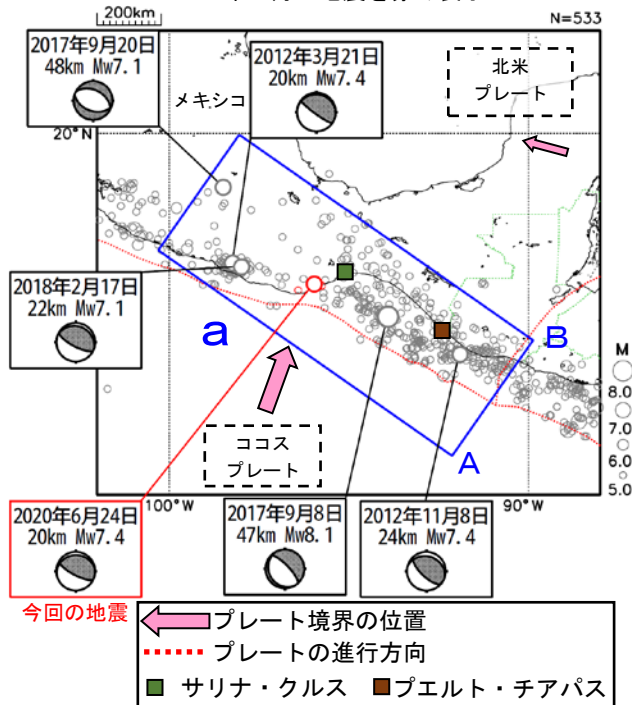 200km
N=533
2017年9月20日
48km Mw7.1
2012年3月21日
20km Mw7.4
メキシコ
北米
プレート
20°N
2018年2月17日
22km Mw7.1
a
B
A
ココス
プレート
M
8.0
7.0
6.0
5.0
100°W
90°W
2020年6月24日
20km Mw7.4
2017年9月8日
47km Mw8.1
2012年11月8日
24km Mw7.4
今回の地震
プレート境界の位置
プレートの進行方向
サリナ・クルス プエルト・チアパス